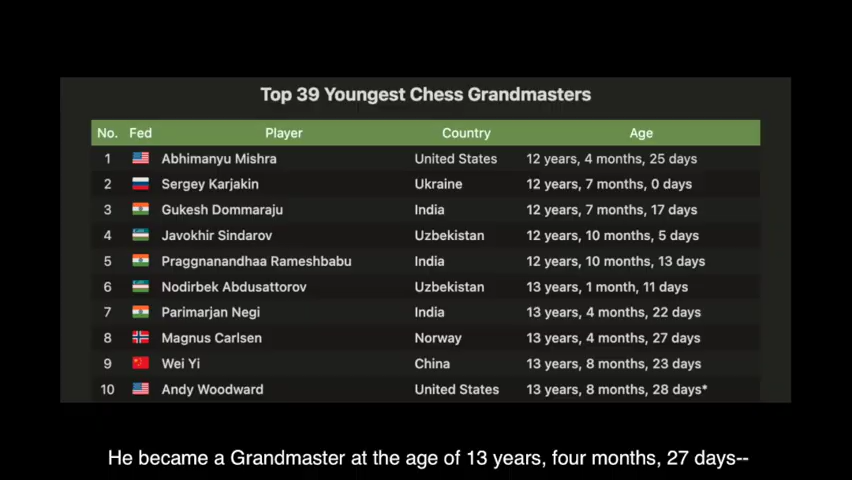 Top 39 Youngest Chess Grandmasters
No. Fed Player Country Age
1 Abhimanyu Mishra United States 12 years, 4 months, 25 days
2 Sergey Karjakin Ukraine 12 years, 7 months, 0 days
3 Gukesh Dommaraju India 12 years, 7 months, 17 days
4 Javokhir Sindarov Uzbekistan 12 years, 10 months, 5 days
5 Praggnanandhaa Rameshbabu India 12 years, 10 months, 13 days
6 Nodirbek Abdusattorov Uzbekistan 13 years, 1 month, 11 days
7 Parimarjan Negi India 13 years, 4 months, 22 days
8 Magnus Carlsen Norway 13 years, 4 months, 27 days
9 Wei Yi China 13 years, 8 months, 23 days
10 Andy Woodward United States 13 years, 8 months, 28 days*
He became a Grandmaster at the age of 13 years, four months, 27 days--